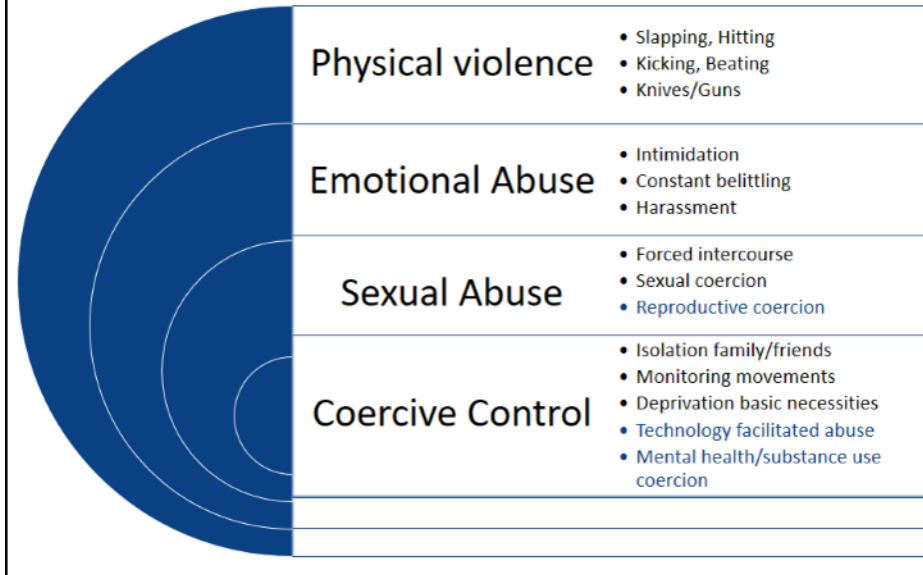 Physical violence
• Slapping, Hitting
• Kicking, Beating
• Knives/Guns
Emotional Abuse
• Intimidation
• Constant belittling
• Harassment
Sexual Abuse
• Forced intercourse
• Sexual coercion
• Reproductive coercion
Coercive Control
• Isolation family/friends
• Monitoring movements
• Deprivation basic necessities
• Technology facilitated abuse
• Mental health/substance use
coercion